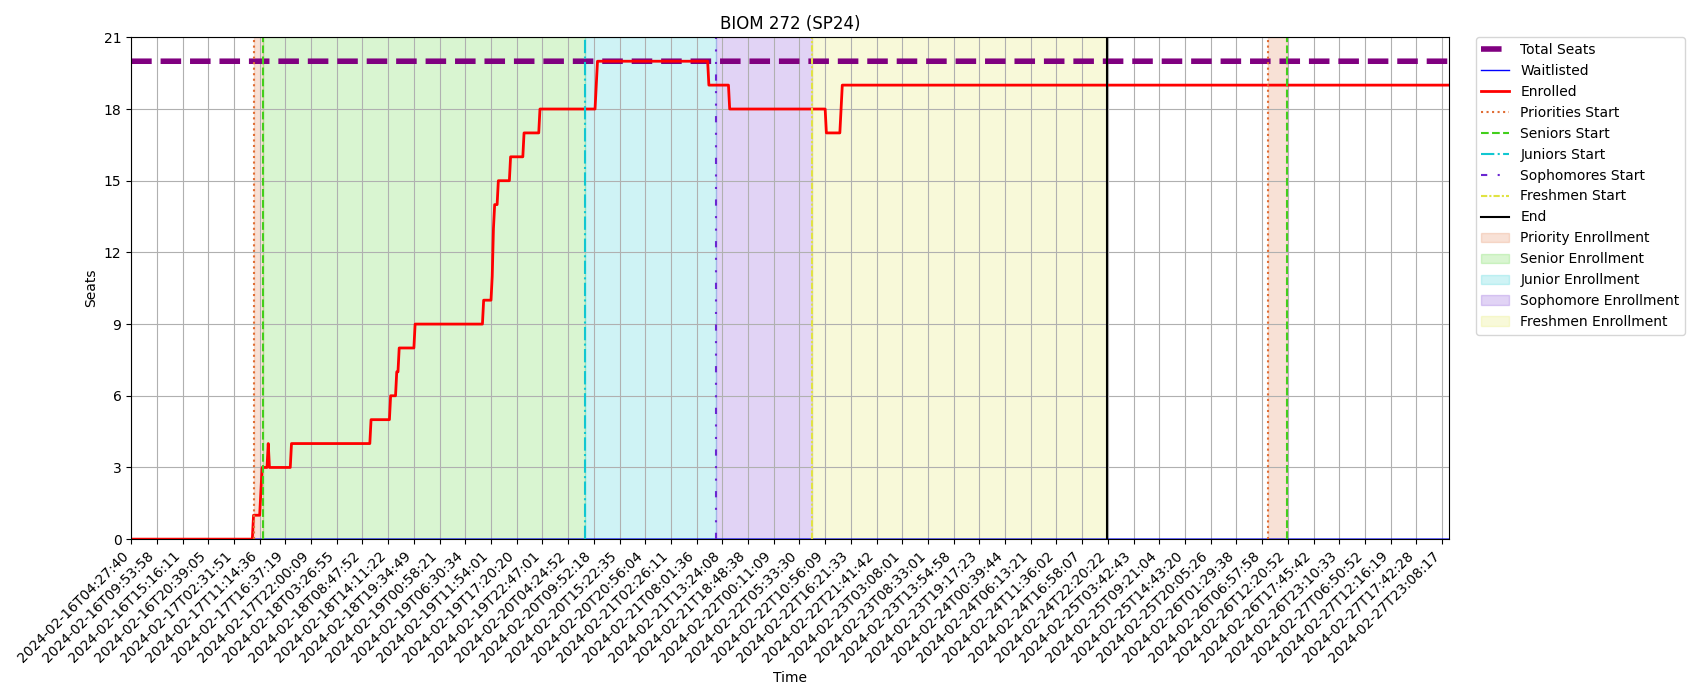 BIOM 272 (SP24)
21
18
15
12
9
6
3
0
Seats
2024-02-16T04:27:40
2024-02-16T09:53:58
2024-02-16T15:16:11
2024-02-16T20:39:05
2024-02-17T02:31:51
2024-02-17T11:14:36
2024-02-17T16:37:19
2024-02-17T22:00:09
2024-02-18T03:26:55
2024-02-18T08:47:52
2024-02-18T14:11:22
2024-02-18T19:34:49
2024-02-19T00:58:21
2024-02-19T06:30:34
2024-02-19T11:54:01
2024-02-19T17:20:20
2024-02-19T22:47:01
2024-02-20T04:24:52
2024-02-20T09:52:18
2024-02-20T15:22:35
2024-02-20T20:56:04
2024-02-21T02:26:11
2024-02-21T08:01:36
2024-02-21T13:24:08
2024-02-21T18:48:38
2024-02-22T00:11:09
2024-02-22T05:33:30
2024-02-22T10:56:09
2024-02-22T16:21:33
2024-02-22T21:41:42
2024-02-23T03:08:01
2024-02-23T08:33:01
2024-02-23T13:54:58
2024-02-23T19:17:23
2024-02-24T00:39:44
2024-02-24T06:13:21
2024-02-24T11:36:02
2024-02-24T16:58:07
2024-02-24T22:20:22
2024-02-25T03:42:43
2024-02-25T09:21:04
2024-02-25T14:43:20
2024-02-25T20:05:26
2024-02-26T01:29:38
2024-02-26T06:57:58
2024-02-26T12:20:52
2024-02-26T17:45:42
2024-02-26T23:10:33
2024-02-27T06:50:52
2024-02-27T12:16:19
2024-02-27T17:42:28
2024-02-27T23:08:17
Time
Total Seats
Waitlisted
Enrolled
Priorities Start
Seniors Start
Juniors Start
Sophomores Start
Freshmen Start
End
Priority Enrollment
Senior Enrollment
Junior Enrollment
Sophomore Enrollment
Freshmen Enrollment